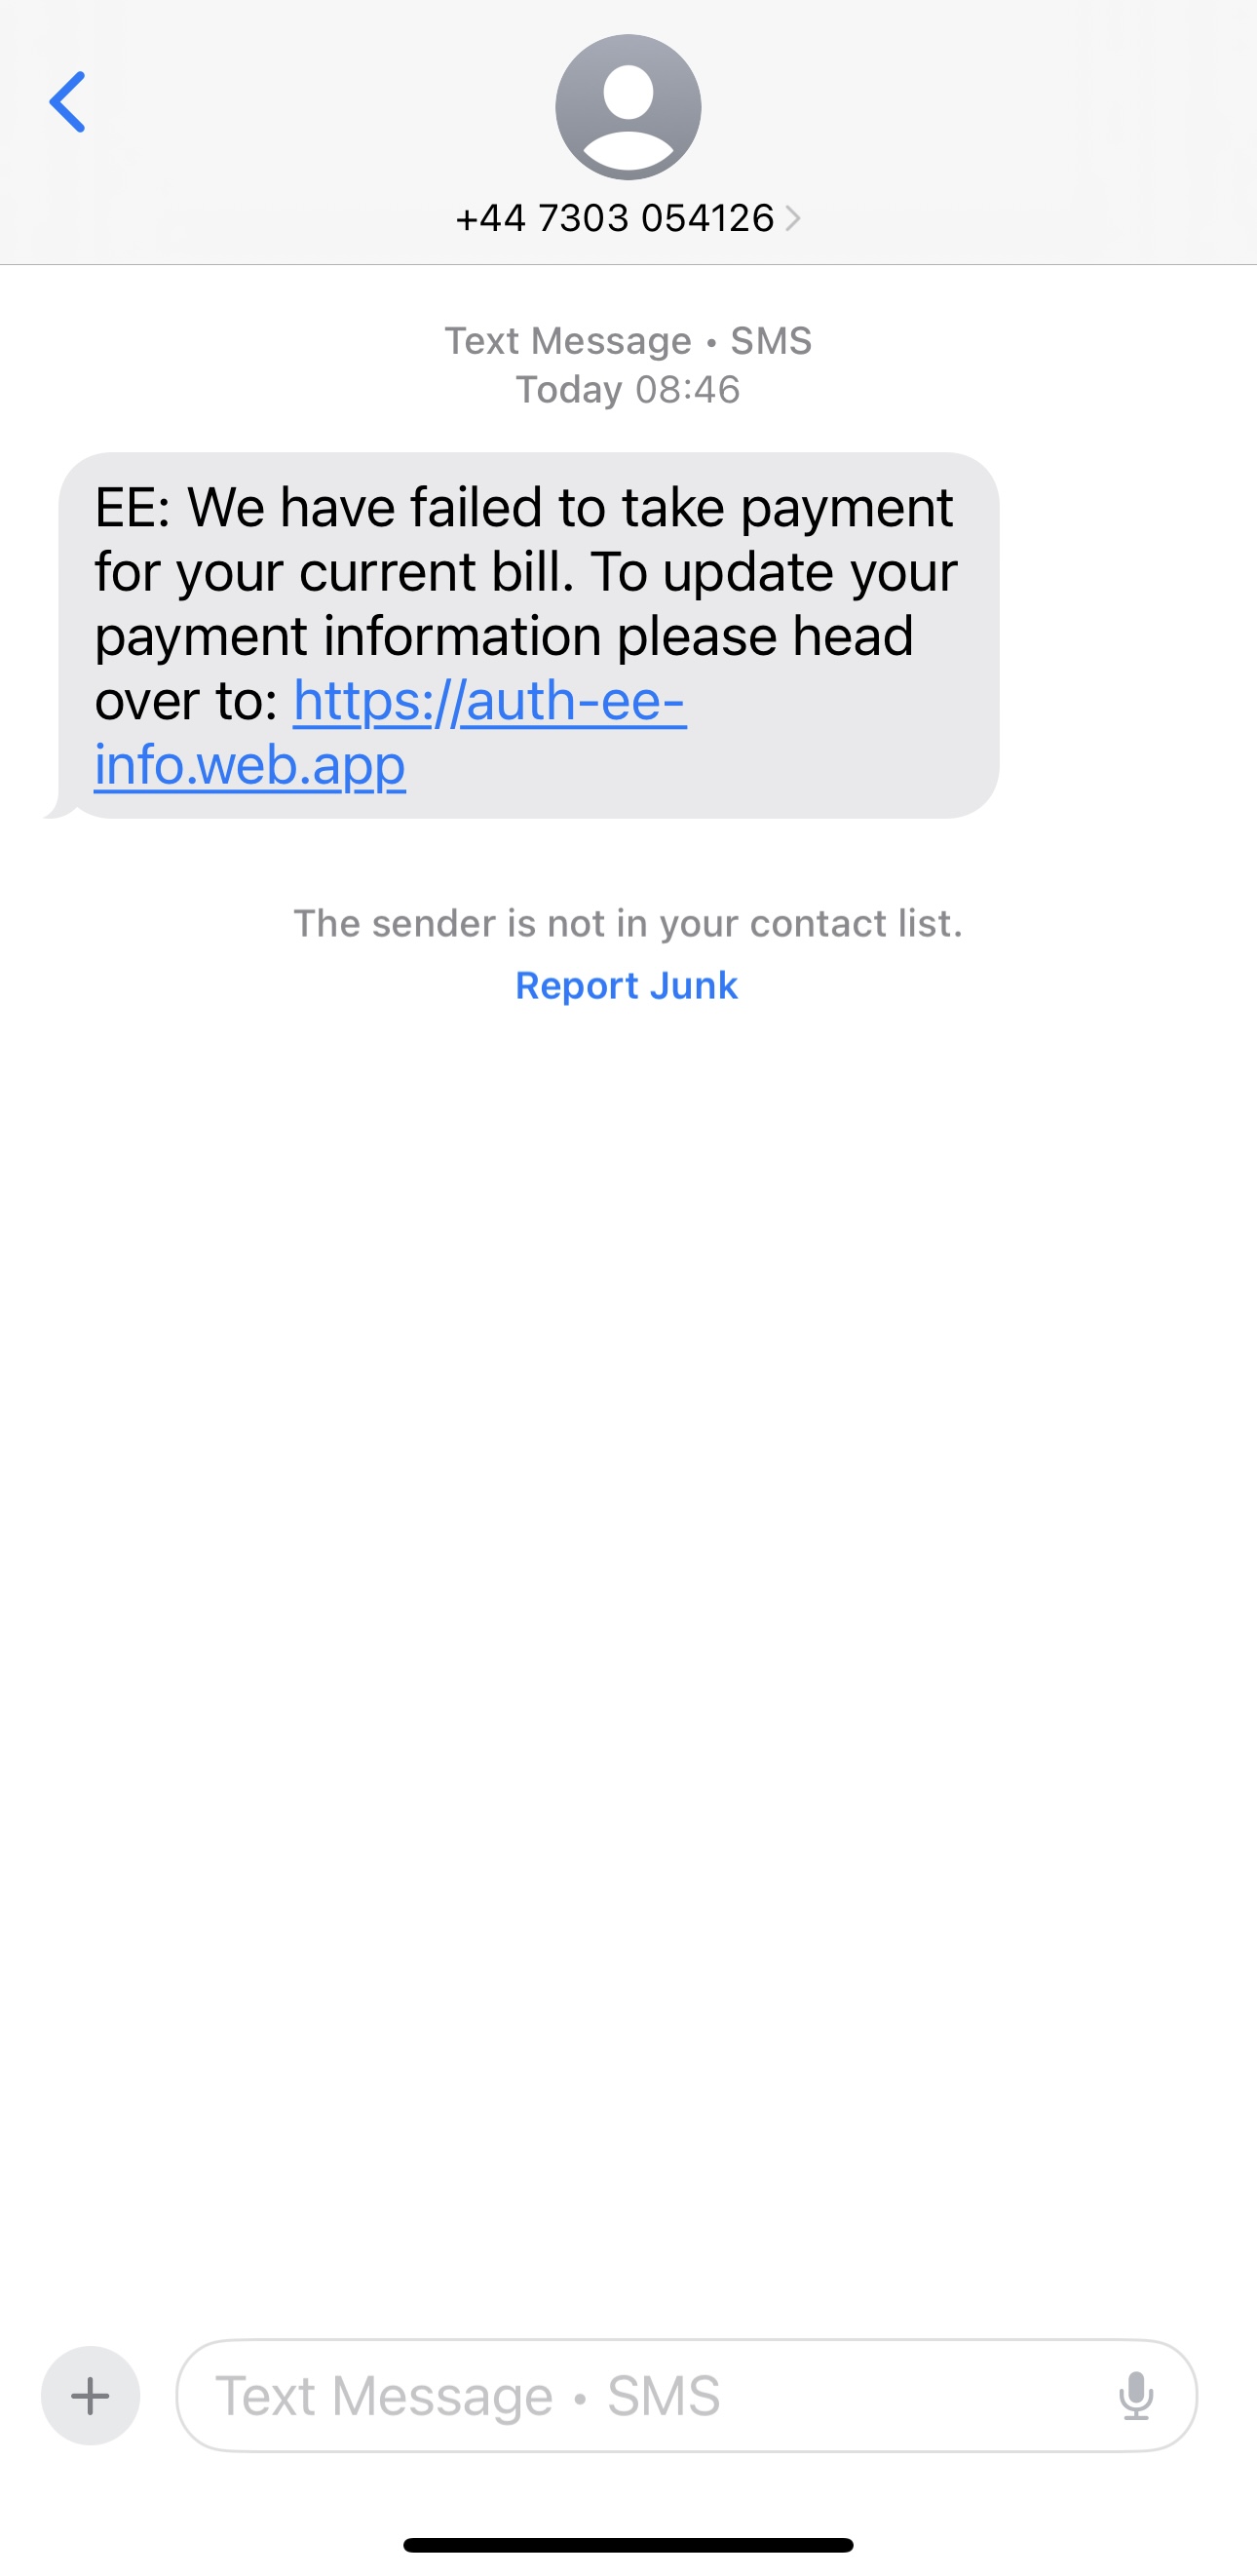 +44 7303 054126
Text Message • SMS
Today 08:46
EE: We have failed to take payment
for your current bill. To update your
payment information please head
over to: https://auth-ee-
info.web.app
The sender is not in your contact list.
Report Junk
Text Message • SMS